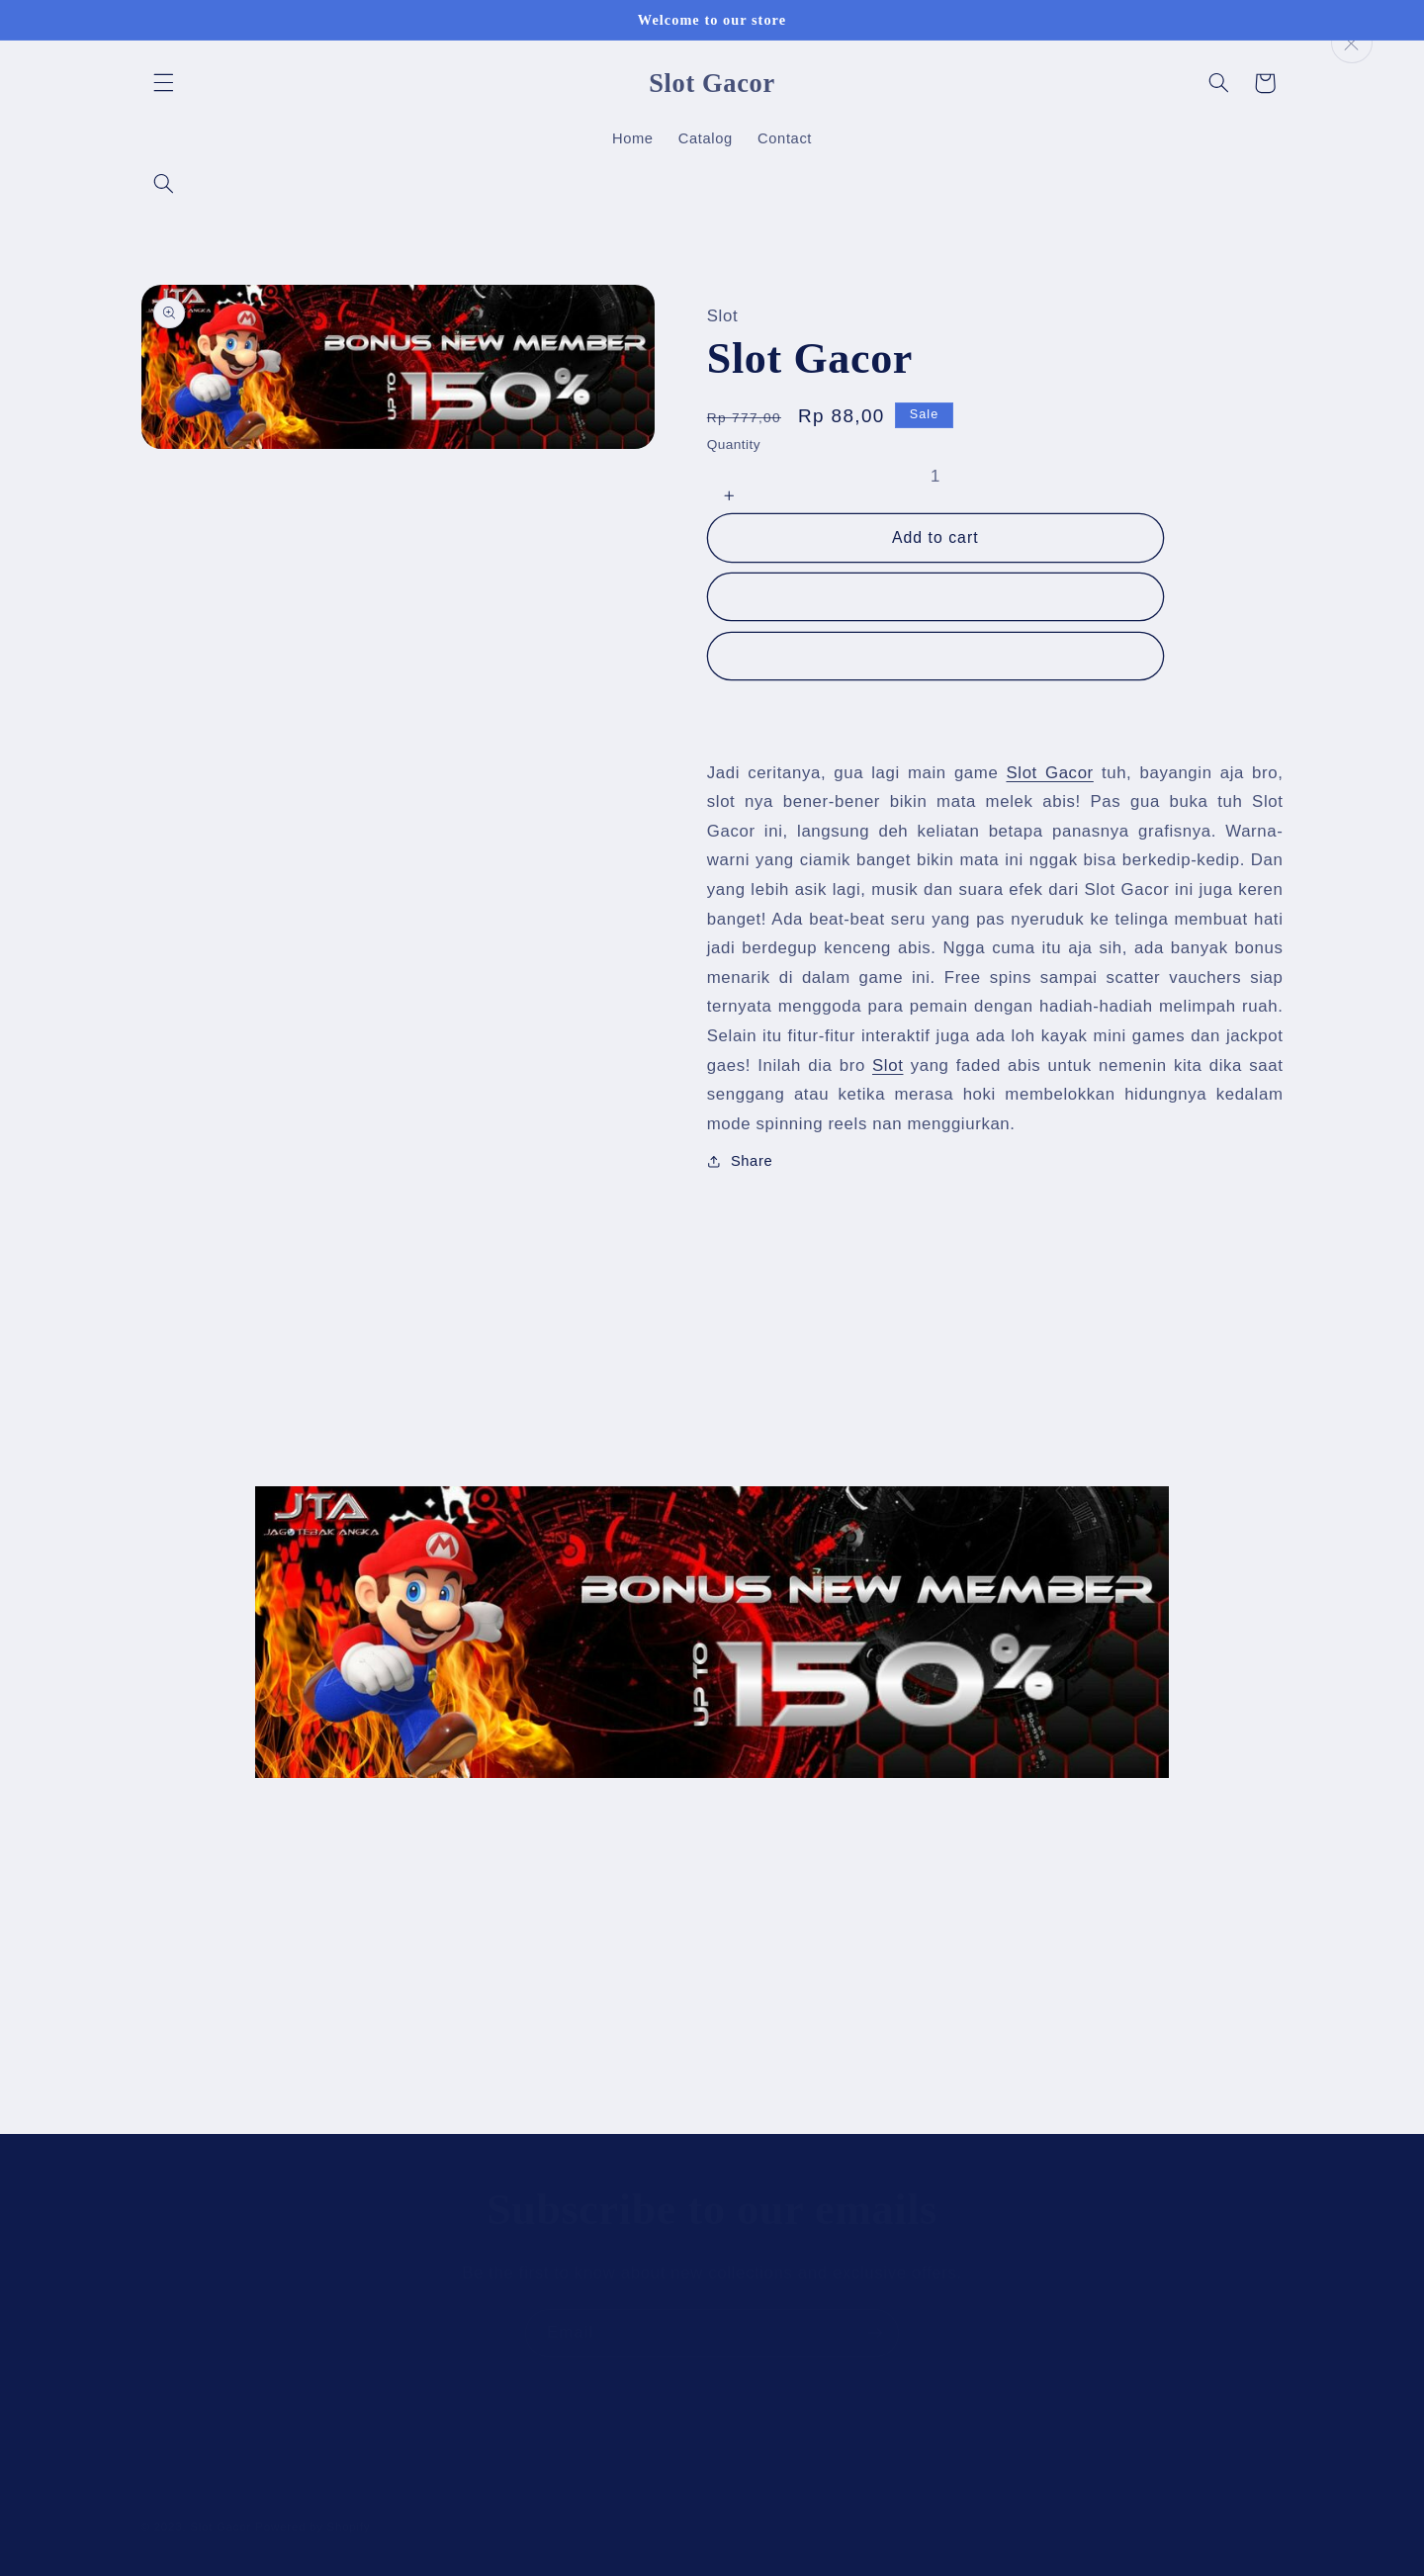 Welcome to our store
Slot Gacor
Home Catalog Contact
JTA
BONUS NEW MEMBER
UP TO 150%
Slot
Slot Gacor
Rp 777,00 Rp 88,00 Sale
Quantity
1
+
Add to cart
Jadi ceritanya, gua lagi main game Slot Gacor tuh, bayangin aja bro,
slot nya bener-bener bikin mata melek abis! Pas gua buka tuh Slot
Gacor ini, langsung deh keliatan betapa panasnya grafisnya. Warna-
warni yang ciamik banget bikin mata ini nggak bisa berkedip-kedip. Dan
yang lebih asik lagi, musik dan suara efek dari Slot Gacor ini juga keren
banget! Ada beat-beat seru yang pas nyeruduk ke telinga membuat hati
jadi berdegup kenceng abis. Ngga cuma itu aja sih, ada banyak bonus
menarik di dalam game ini. Free spins sampai scatter vauchers siap
ternyata menggoda para pemain dengan hadiah-hadiah melimpah ruah.
Selain itu fitur-fitur interaktif juga ada loh kayak mini games dan jackpot
gaes! Inilah dia bro Slot yang faded abis untuk nemenin kita dika saat
senggang atau ketika merasa hoki membelokkan hidungnya kedalam
mode spinning reels nan menggiurkan.
Share
JTA
JAGOTEBAK ANGKA
BONUS NEW MEMBER
UP TO 150%
Subscribe to our emails